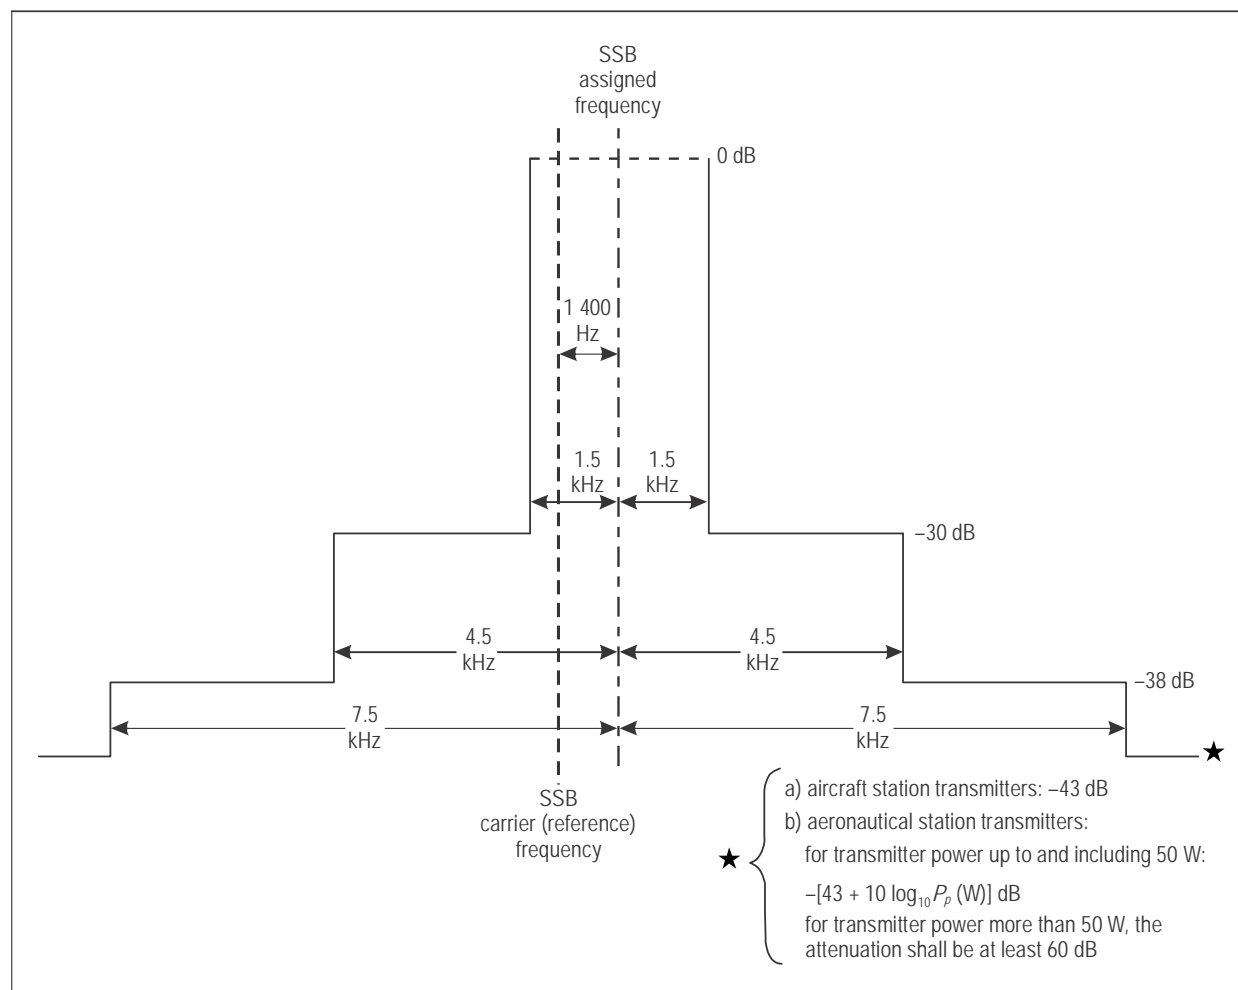 SSB
assigned
frequency
0 dB
1 400
Hz
1.5
kHz
1.5
kHz
–30 dB
4.5
kHz
4.5
kHz
–38 dB
7.5
kHz
7.5
kHz
★
SSB
carrier (reference)
frequency
★
a) aircraft station transmitters: –43 dB
b) aeronautical station transmitters:
for transmitter power up to and including 50 W:
–[43 + 10 log₁₀ Pₚ (W)] dB
for transmitter power more than 50 W, the
attenuation shall be at least 60 dB